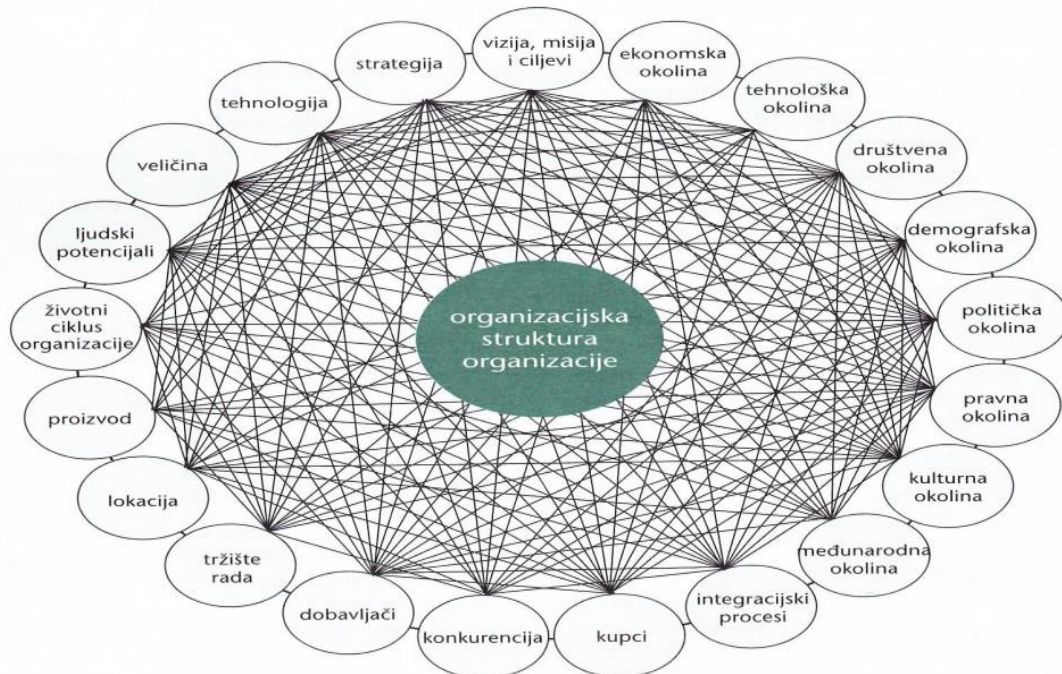 vizija, misija
i ciljevi
ekonomska
okolina
tehnološka
okolina
društvena
okolina
demografska
okolina
politička
okolina
pravna
okolina
kulturna
okolina
međunarodna
okolina
integracijski
procesi
kupci
konkurencija
dobavljači
tržište
rada
lokacija
proizvod
životni
ciklus
organizacije
ljudski
potencijali
veličina
tehnologija
strategija
organizacijska
struktura
organizacije